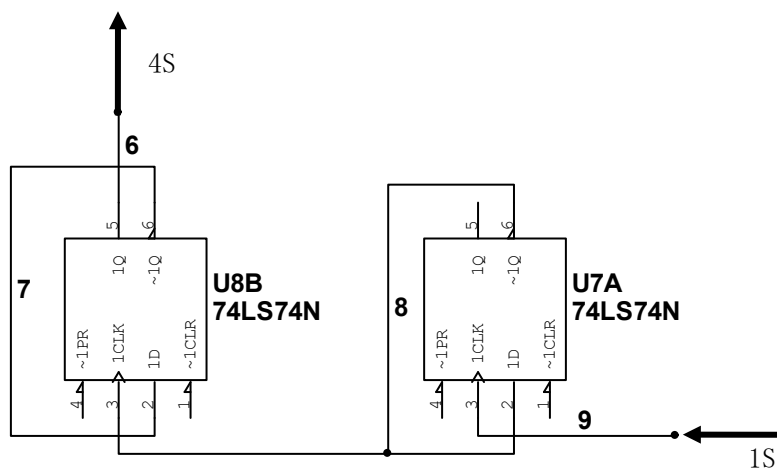 4S
6
5
6
1Q
~1Q
7
U8B
74LS74N
~1PR
1CLK
1D
~1CLR
4
3
2
1
5
6
1Q
~1Q
8
U7A
74LS74N
~1PR
1CLK
1D
~1CLR
4
3
2
1
9
1S